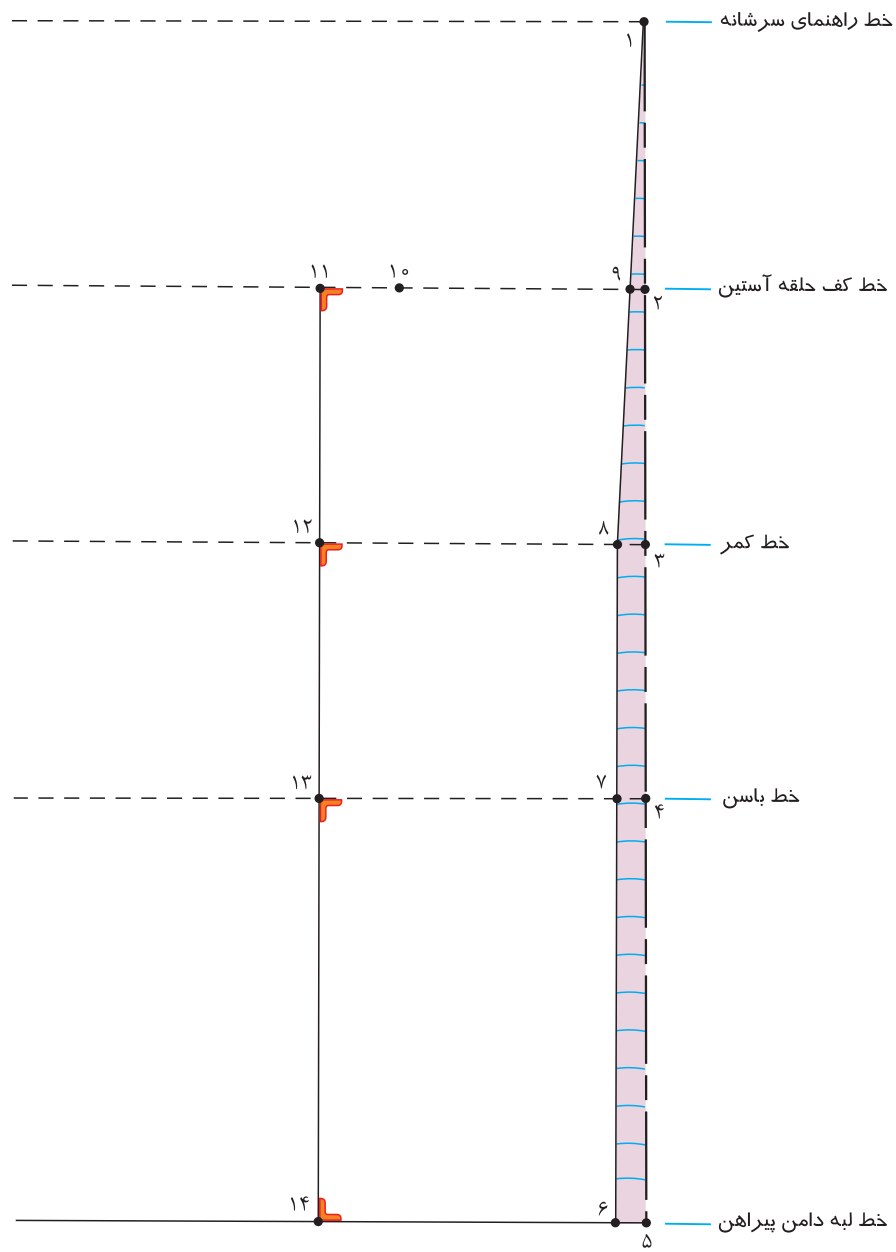 خط راهنمای سرشانه
۱
۱۱
۱۰
۹
خط کف حلقه آستین
۲
۱۲
۸
خط کمر
۳
۱۳
۷
خط باسن
۴
۱۴
۶
خط لبه دامن پیراهن
۵